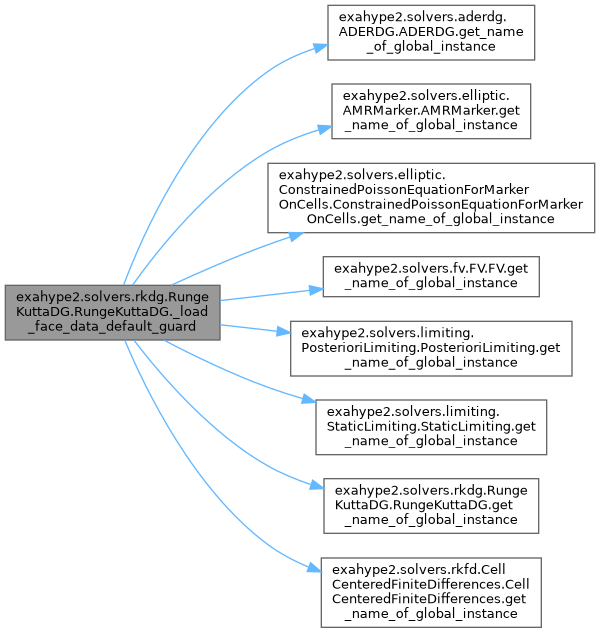 exahype2.solvers.aderdg.
ADERDG.ADERDG.get_name
_of_global_instance
exahype2.solvers.elliptic.
AMRMarker.AMRMarker.get
_name_of_global_instance
exahype2.solvers.elliptic.
ConstrainedPoissonEquationForMarker
OnCells.ConstrainedPoissonEquationForMarker
OnCells.get_name_of_global_instance
exahype2.solvers.fv.FV.FV.get
_name_of_global_instance
exahype2.solvers.rkdg.Runge
KuttaDG.RungeKuttaDG._load
_face_data_default_guard
exahype2.solvers.limiting.
PosterioriLimiting.PosterioriLimiting.get
_name_of_global_instance
exahype2.solvers.limiting.
StaticLimiting.StaticLimiting.get
_name_of_global_instance
exahype2.solvers.rkdg.Runge
KuttaDG.RungeKuttaDG.get
_name_of_global_instance
exahype2.solvers.rkfd.Cell
CenteredFiniteDifferences.Cell
CenteredFiniteDifferences.get
_name_of_global_instance